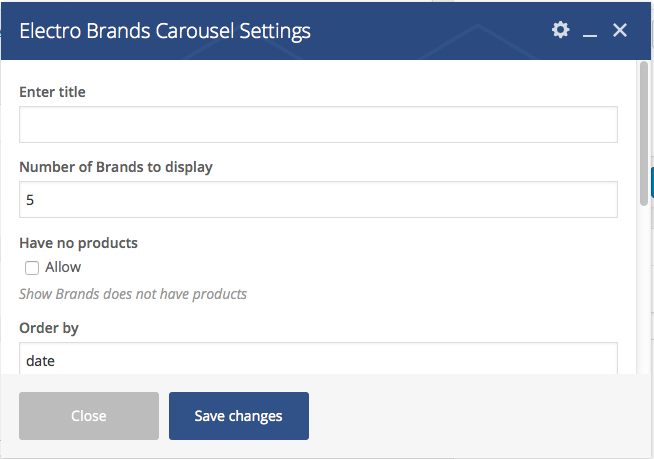 Electro Brands Carousel Settings
Enter title
Number of Brands to display
5
Have no products
Allow
Show Brands does not have products
Order by
date
Close
Save changes